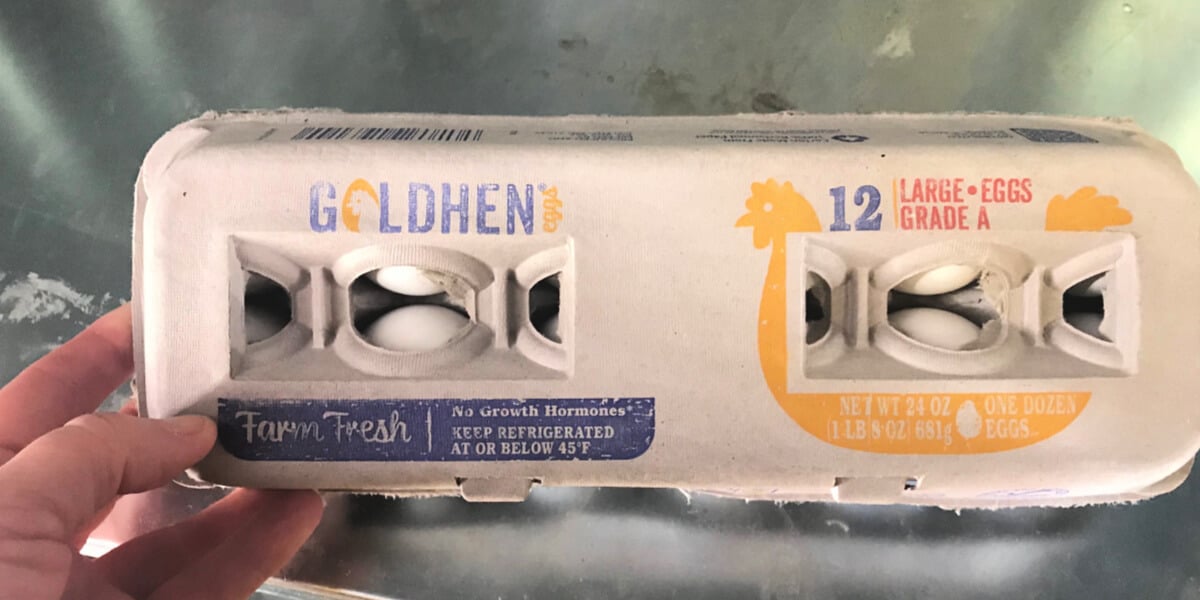 GOLDHEN®
eggs
12
LARGE•EGGS
GRADE A
Farm Fresh
No Growth Hormones*
KEEP REFRIGERATED
AT OR BELOW 45°F
NET WT 24 OZ
(1 LB 8 OZ) 681g
ONE DOZEN
EGGS